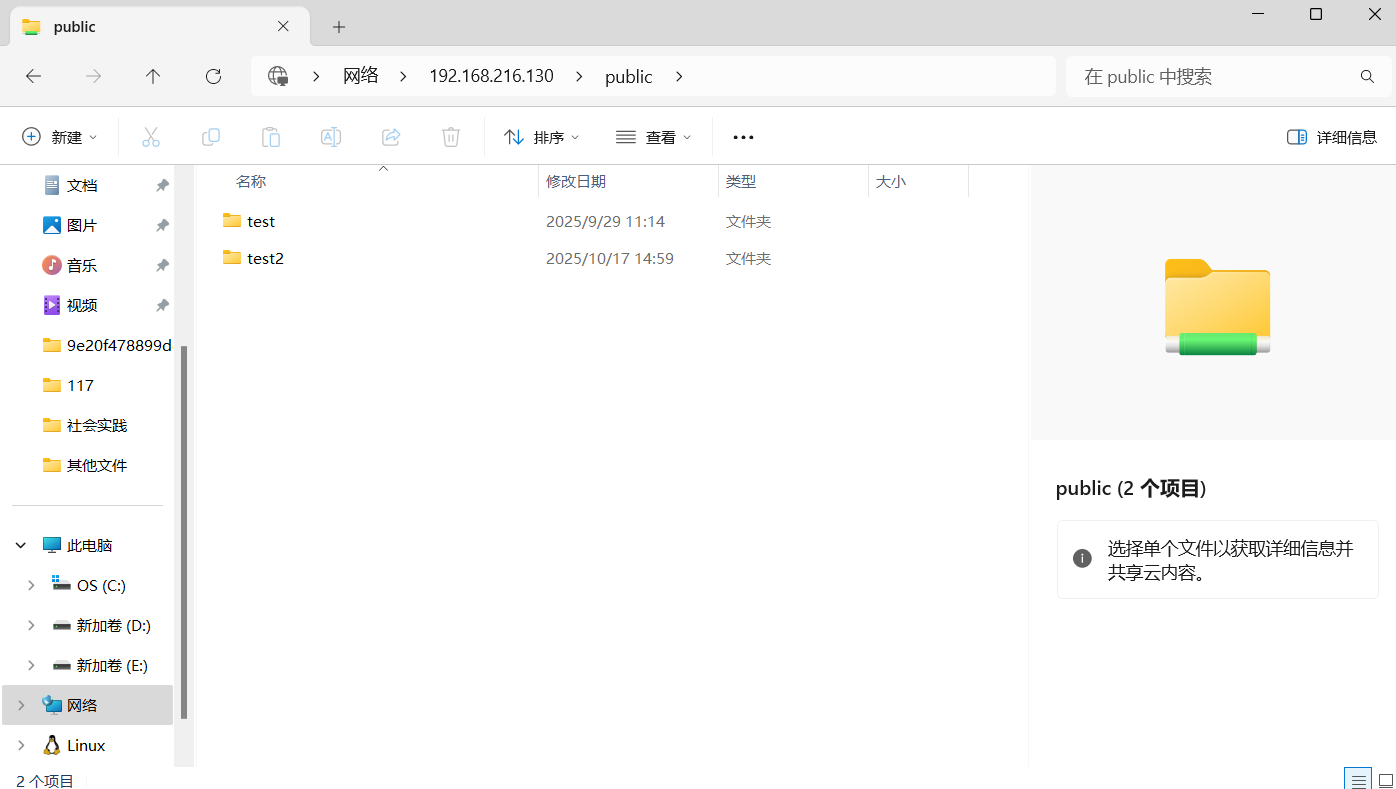 public
网络
192.168.216.130
public
在 public 中搜索
新建
排序
查看
详细信息
文档
图片
音乐
视频
9e20f478899d
117
社会实践
其他文件
此电脑
OS (C:)
新加卷 (D:)
新加卷 (E:)
网络
Linux
名称
修改日期
类型
大小
test
2025/9/29 11:14
文件夹
test2
2025/10/17 14:59
文件夹
public (2 个项目)
选择单个文件以获取详细信息并
共享云内容。
2 个项目